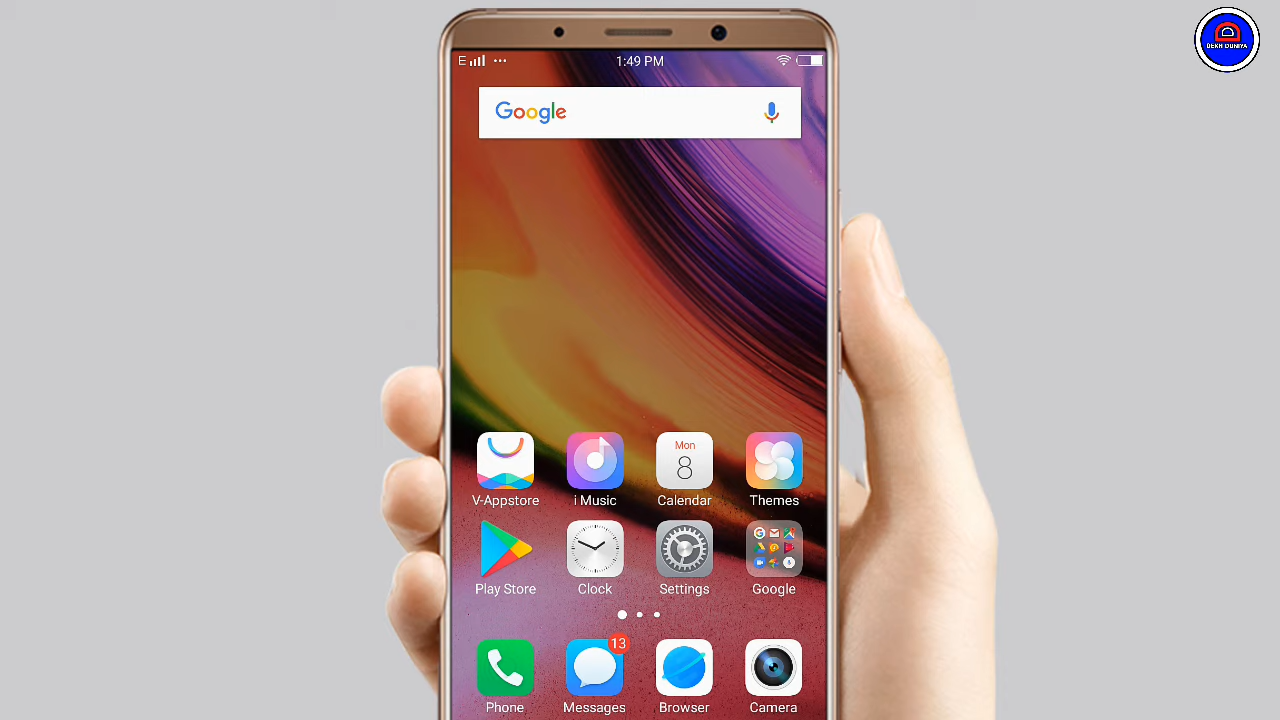 DEKH DUNIYA
E ••• 1:49 PM
Google
Mon
8
V-Appstore i Music Calendar Themes
Play Store Clock Settings Google
13
Phone Messages Browser Camera